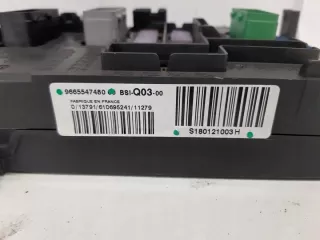 9665547480 BSI-Q03-00
FABRIQUE EN FRANCE
0/13791/610695241/11279
S180121003 H